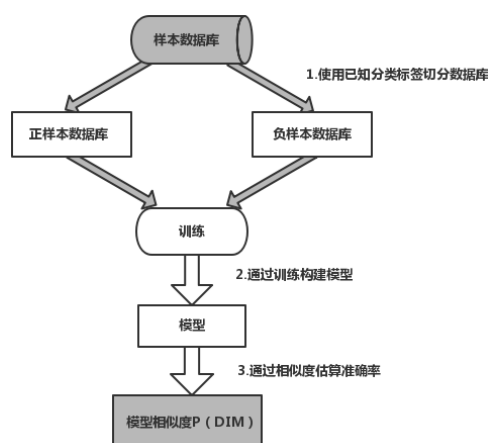 样本数据库
1.使用已知分类标签切分数据库
正样本数据库
负样本数据库
训练
2.通过训练构建模型
模型
3.通过相似度估算准确率
模型相似度P（DIM）